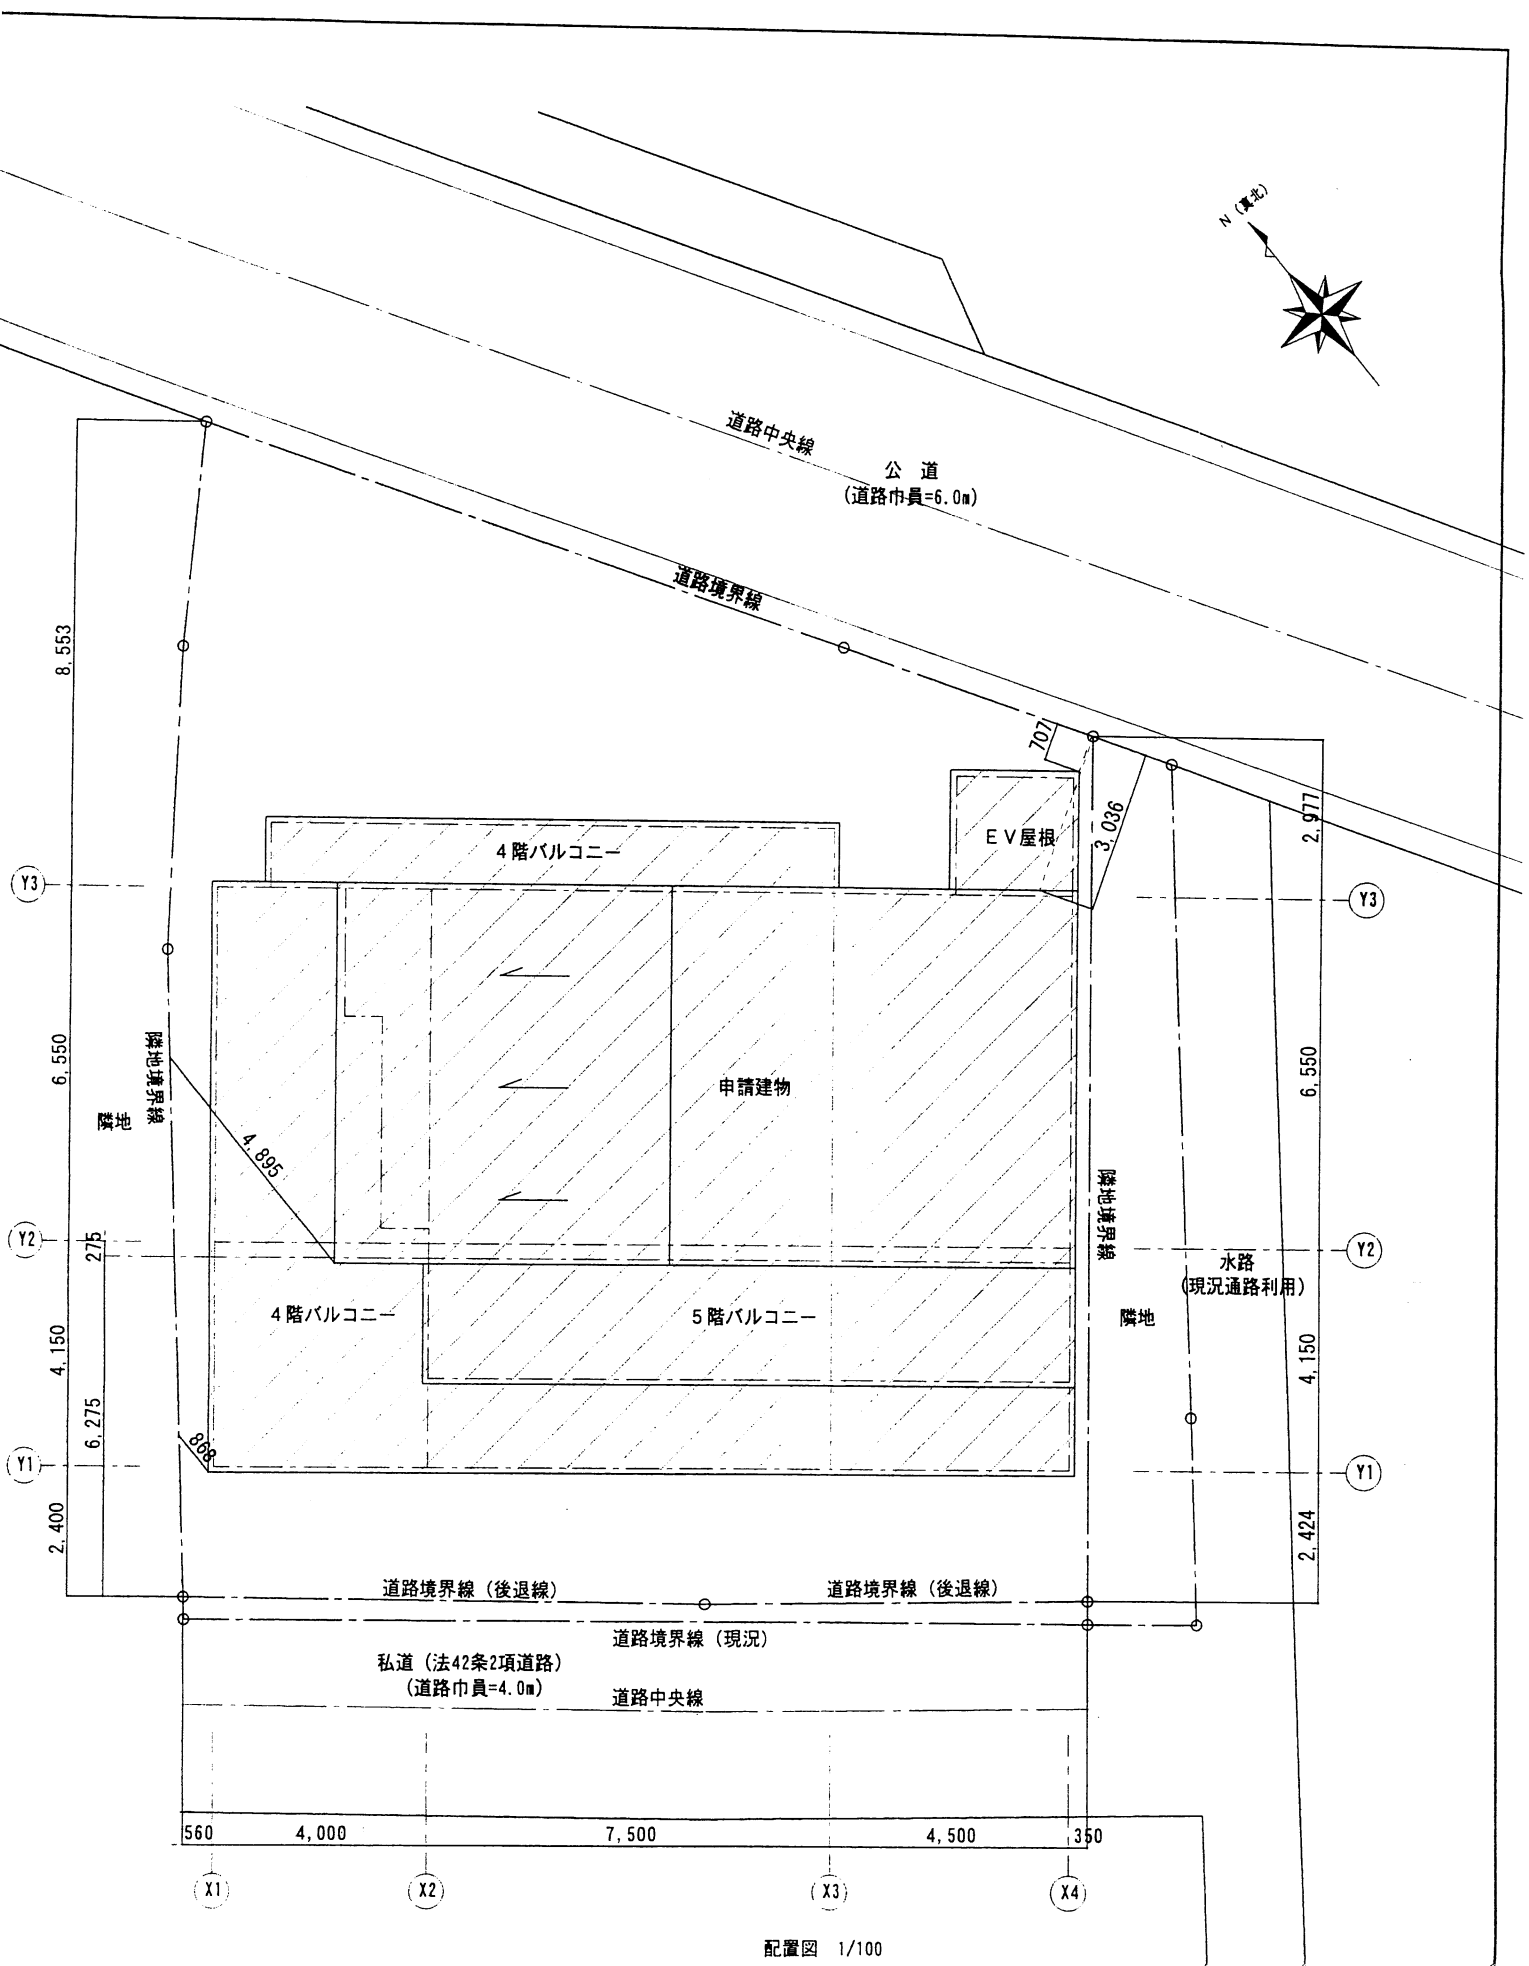 N (真北)
道路中央線
公 道
(道路巾員=6.0m)
道路境界線
8,553
707
3,036
2,977
EV屋根
4階バルコニー
Y3
Y3
6,550
隣地境界線
隣地
4,895
申請建物
6,550
隣地境界線
Y2
275
Y2
水路
(現況通路利用)
隣地
4階バルコニー
5階バルコニー
4,150
4,150
6,275
868
Y1
Y1
2,400
2,424
道路境界線 (後退線)
道路境界線 (後退線)
道路境界線 (現況)
私道 (法42条2項道路)
(道路巾員=4.0m)
道路中央線
560
4,000
7,500
4,500
350
X1
X2
X3
X4
配置図 1/100